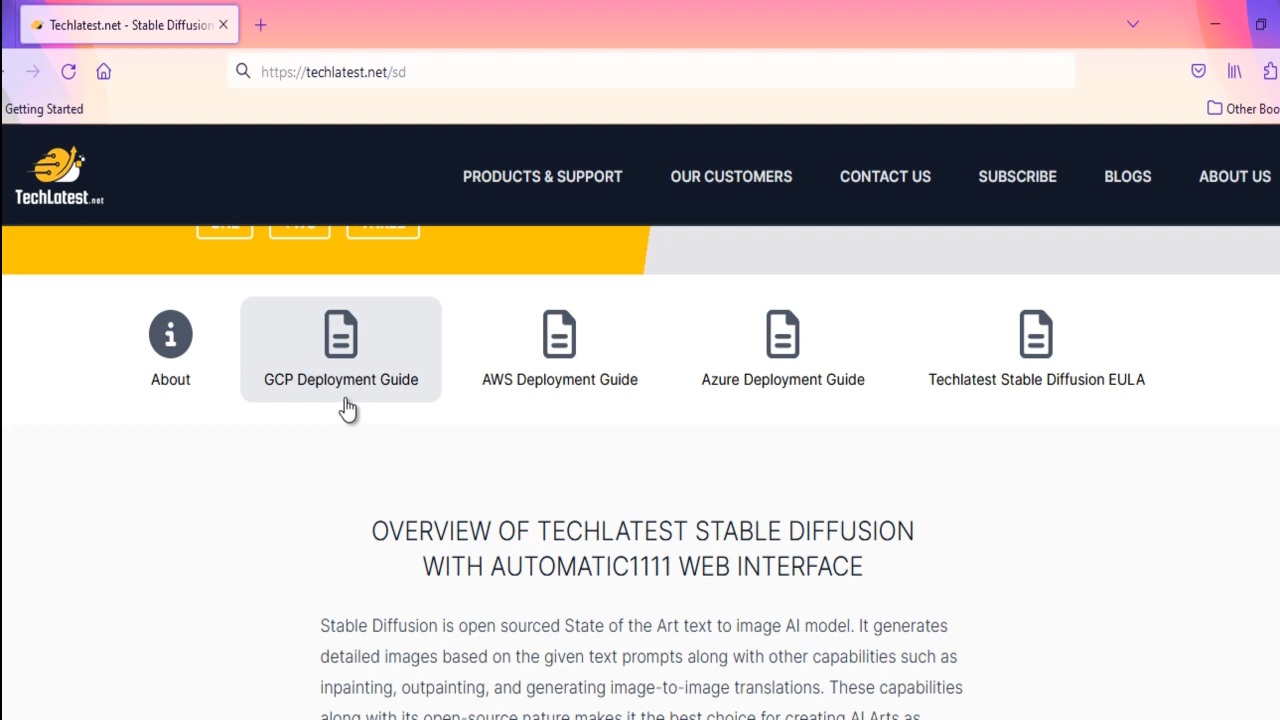 Techlatest.net - Stable Diffusion
https://techlatest.net/sd
Getting Started
Other Boo
TechLatest.net
PRODUCTS & SUPPORT
OUR CUSTOMERS
CONTACT US
SUBSCRIBE
BLOGS
ABOUT US
About
GCP Deployment Guide
AWS Deployment Guide
Azure Deployment Guide
Techlatest Stable Diffusion EULA
OVERVIEW OF TECHLATEST STABLE DIFFUSION
WITH AUTOMATIC1111 WEB INTERFACE
Stable Diffusion is open sourced State of the Art text to image AI model. It generates
detailed images based on the given text prompts along with other capabilities such as
inpainting, outpainting, and generating image-to-image translations. These capabilities
along with its open-source nature makes it the best choice for creating AI Arts as